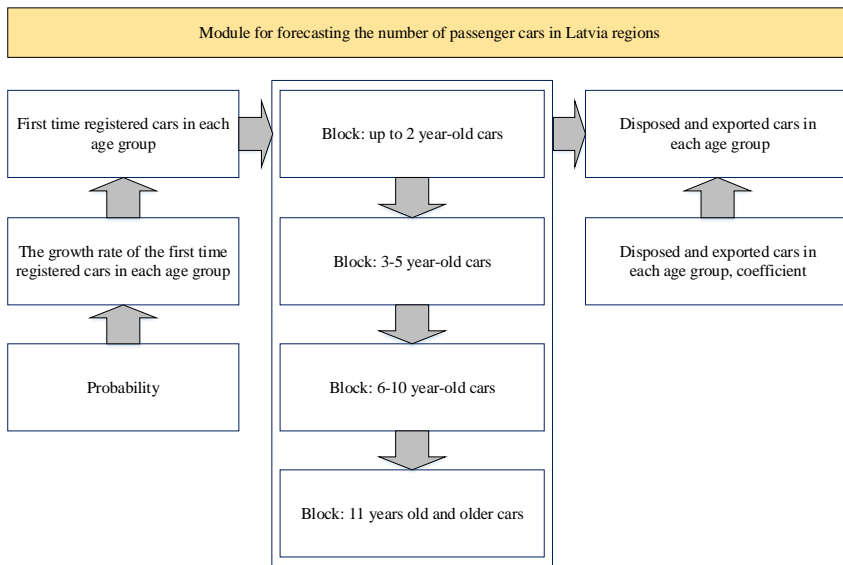 Module for forecasting the number of passenger cars in Latvia regions
First time registered cars in each
age group
The growth rate of the first time
registered cars in each age group
Probability
Block: up to 2 year-old cars
Block: 3-5 year-old cars
Block: 6-10 year-old cars
Block: 11 years old and older cars
Disposed and exported cars in
each age group
Disposed and exported cars in
each age group, coefficient